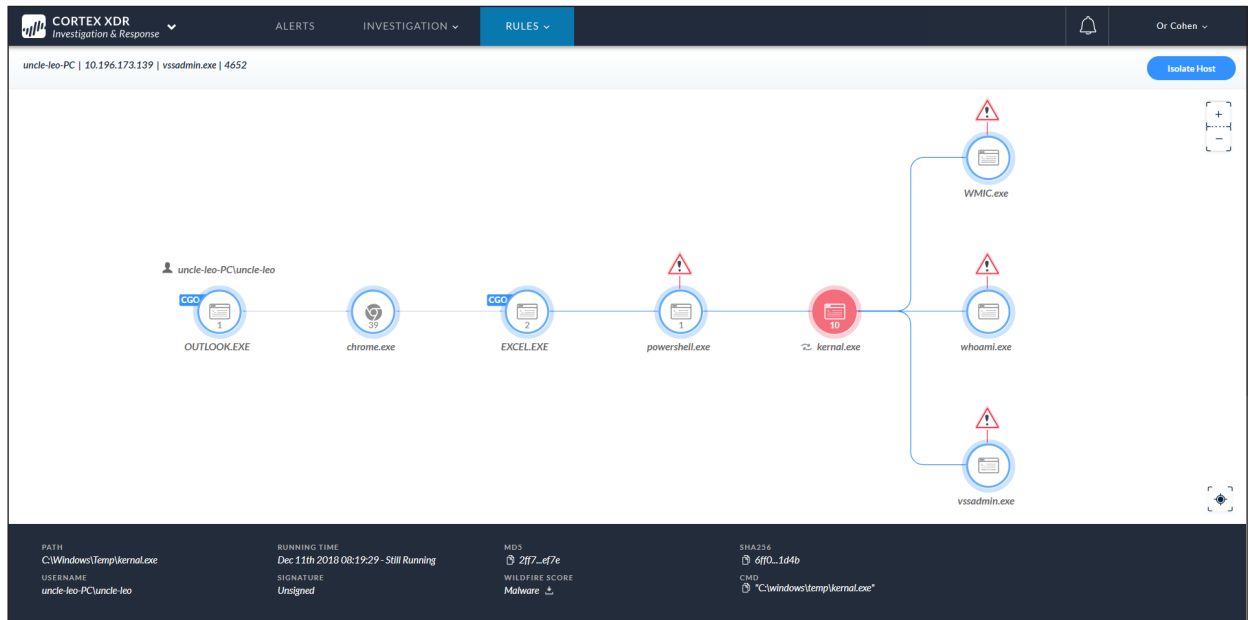 CORTEX XDR
Investigation & Response
ALERTS
INVESTIGATION
RULES
Or Cohen
uncle-leo-PC | 10.196.173.139 | vssadmin.exe | 4652
Isolate Host
+
−
WMIC.exe
uncle-leo-PC\uncle-leo
CGO
1
OUTLOOK.EXE
39
chrome.exe
CGO
2
EXCEL.EXE
1
powershell.exe
10
kernal.exe
whoami.exe
vssadmin.exe
PATH
C:\Windows\Temp\kernal.exe
RUNNING TIME
Dec 11th 2018 08:19:29 - Still Running
MD5
2ff7...ef7e
SHA256
6ff0...1d4b
USERNAME
uncle-leo-PC\uncle-leo
SIGNATURE
Unsigned
WILDFIRE SCORE
Malware
CMD
"C:\windows\temp\kernal.exe"